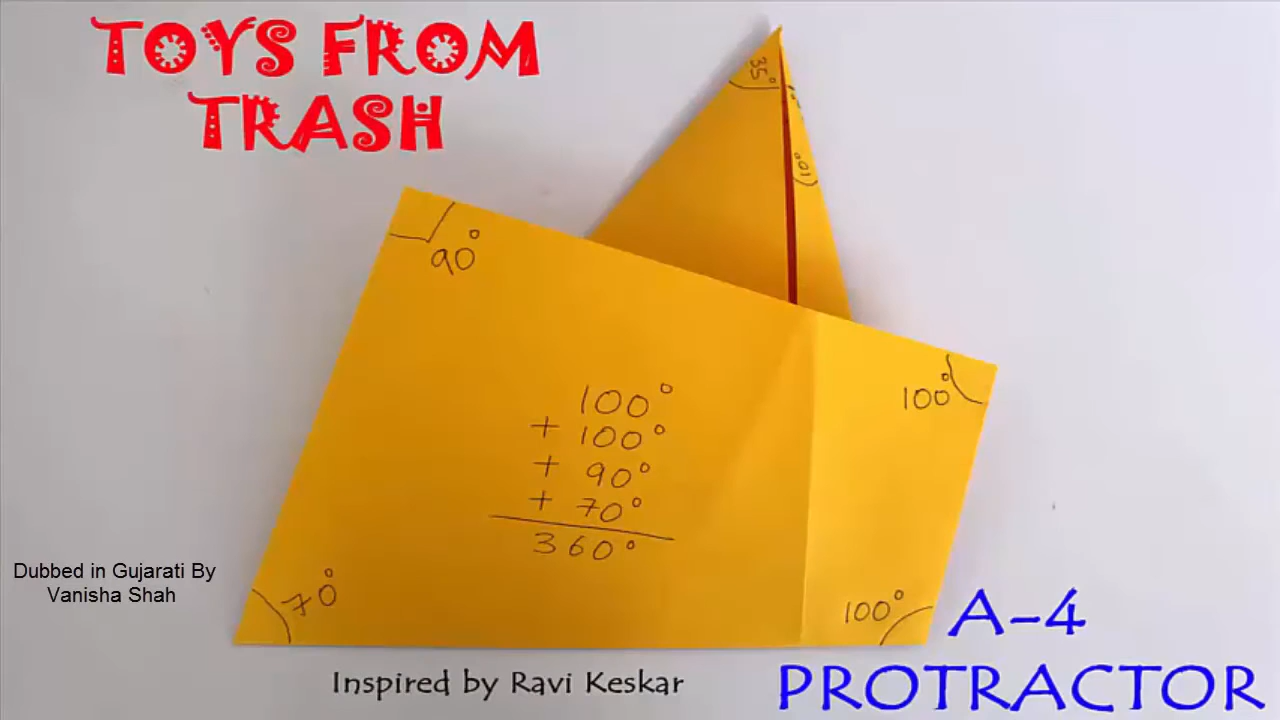 TOYS FROM
TRASH
35°
10°
90°
100°
100°
+ 100°
+ 90°
+ 70°
360°
70°
100°
Dubbed in Gujarati By
Vanisha Shah
A-4
PROTRACTOR
Inspired by Ravi Keskar